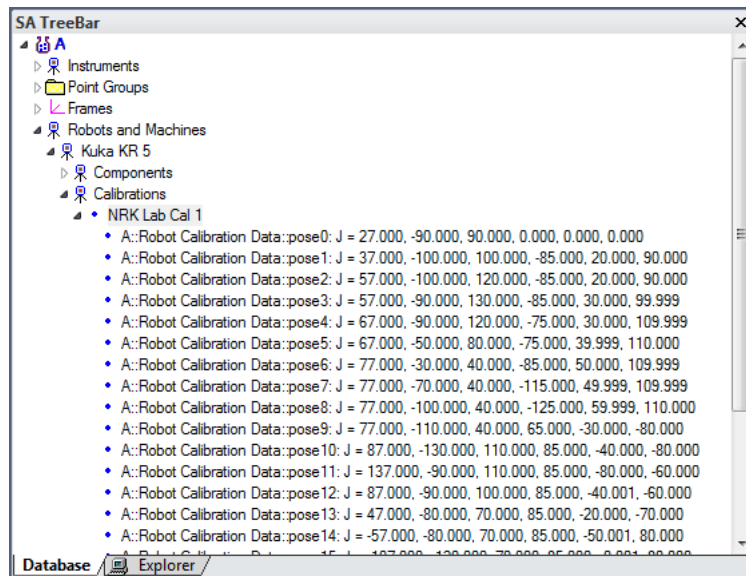 SA TreeBar
A
Instruments
Point Groups
Frames
Robots and Machines
Kuka KR 5
Components
Calibrations
NRK Lab Cal 1
A::Robot Calibration Data::pose0: J = 27.000, -90.000, 90.000, 0.000, 0.000, 0.000
A::Robot Calibration Data::pose1: J = 37.000, -100.000, 100.000, -85.000, 20.000, 90.000
A::Robot Calibration Data::pose2: J = 57.000, -100.000, 120.000, -85.000, 20.000, 90.000
A::Robot Calibration Data::pose3: J = 57.000, -90.000, 130.000, -85.000, 30.000, 99.999
A::Robot Calibration Data::pose4: J = 67.000, -90.000, 120.000, -75.000, 30.000, 109.999
A::Robot Calibration Data::pose5: J = 67.000, -50.000, 80.000, -75.000, 39.999, 110.000
A::Robot Calibration Data::pose6: J = 77.000, -30.000, 40.000, -85.000, 50.000, 109.999
A::Robot Calibration Data::pose7: J = 77.000, -70.000, 40.000, -115.000, 49.999, 109.999
A::Robot Calibration Data::pose8: J = 77.000, -100.000, 40.000, -125.000, 59.999, 110.000
A::Robot Calibration Data::pose9: J = 77.000, -110.000, 40.000, 65.000, -30.000, -80.000
A::Robot Calibration Data::pose10: J = 87.000, -130.000, 110.000, 85.000, -40.000, -80.000
A::Robot Calibration Data::pose11: J = 137.000, -90.000, 110.000, 85.000, -80.000, -60.000
A::Robot Calibration Data::pose12: J = 87.000, -90.000, 100.000, 85.000, -40.001, -60.000
A::Robot Calibration Data::pose13: J = 47.000, -80.000, 70.000, 85.000, -20.000, -70.000
A::Robot Calibration Data::pose14: J = -57.000, -80.000, 70.000, 85.000, -50.001, 80.000
Database
Explorer